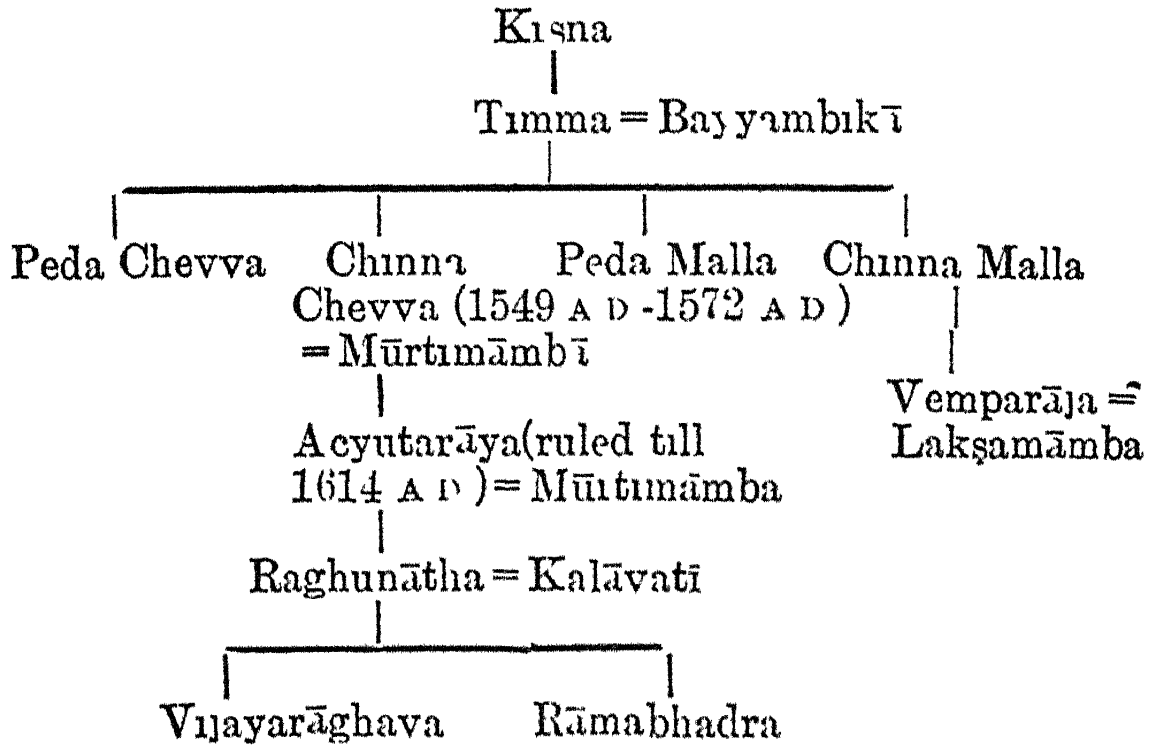 Kṛṣna
Timma = Bayyambikā
Peda Chevva Chinna Peda Malla Chinna Malla
Chevva (1549 A D -1572 A D )
= Mūrtimāmbā
Vemparāja =
Lakṣamāmba
Acyutarāya(ruled till
1614 A D )= Mūrtimāmba
Raghunātha = Kalāvatī
Vijayarāghava Rāmabhadra